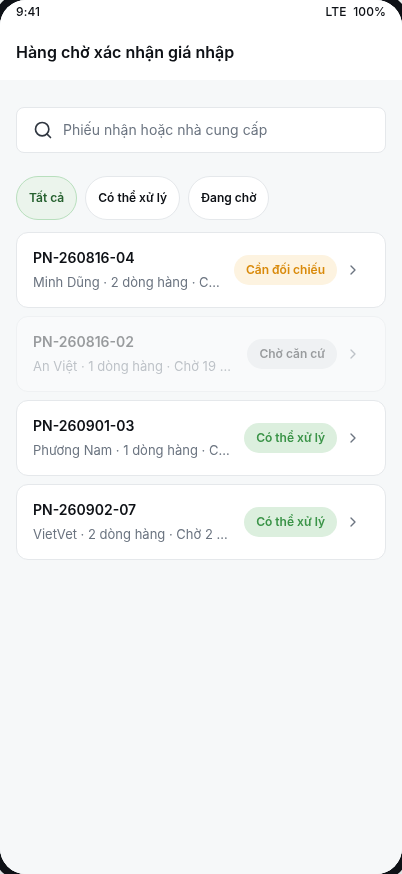 9:41 LTE 100%
Hàng chờ xác nhận giá nhập
Phiếu nhận hoặc nhà cung cấp
Tất cả Có thể xử lý Đang chờ
PN-260816-04
Cần đối chiếu
Minh Dũng · 2 dòng hàng · C...
PN-260816-02
Chờ căn cứ
An Việt · 1 dòng hàng · Chờ 19 ...
PN-260901-03
Có thể xử lý
Phương Nam · 1 dòng hàng · C...
PN-260902-07
Có thể xử lý
VietVet · 2 dòng hàng · Chờ 2 ...